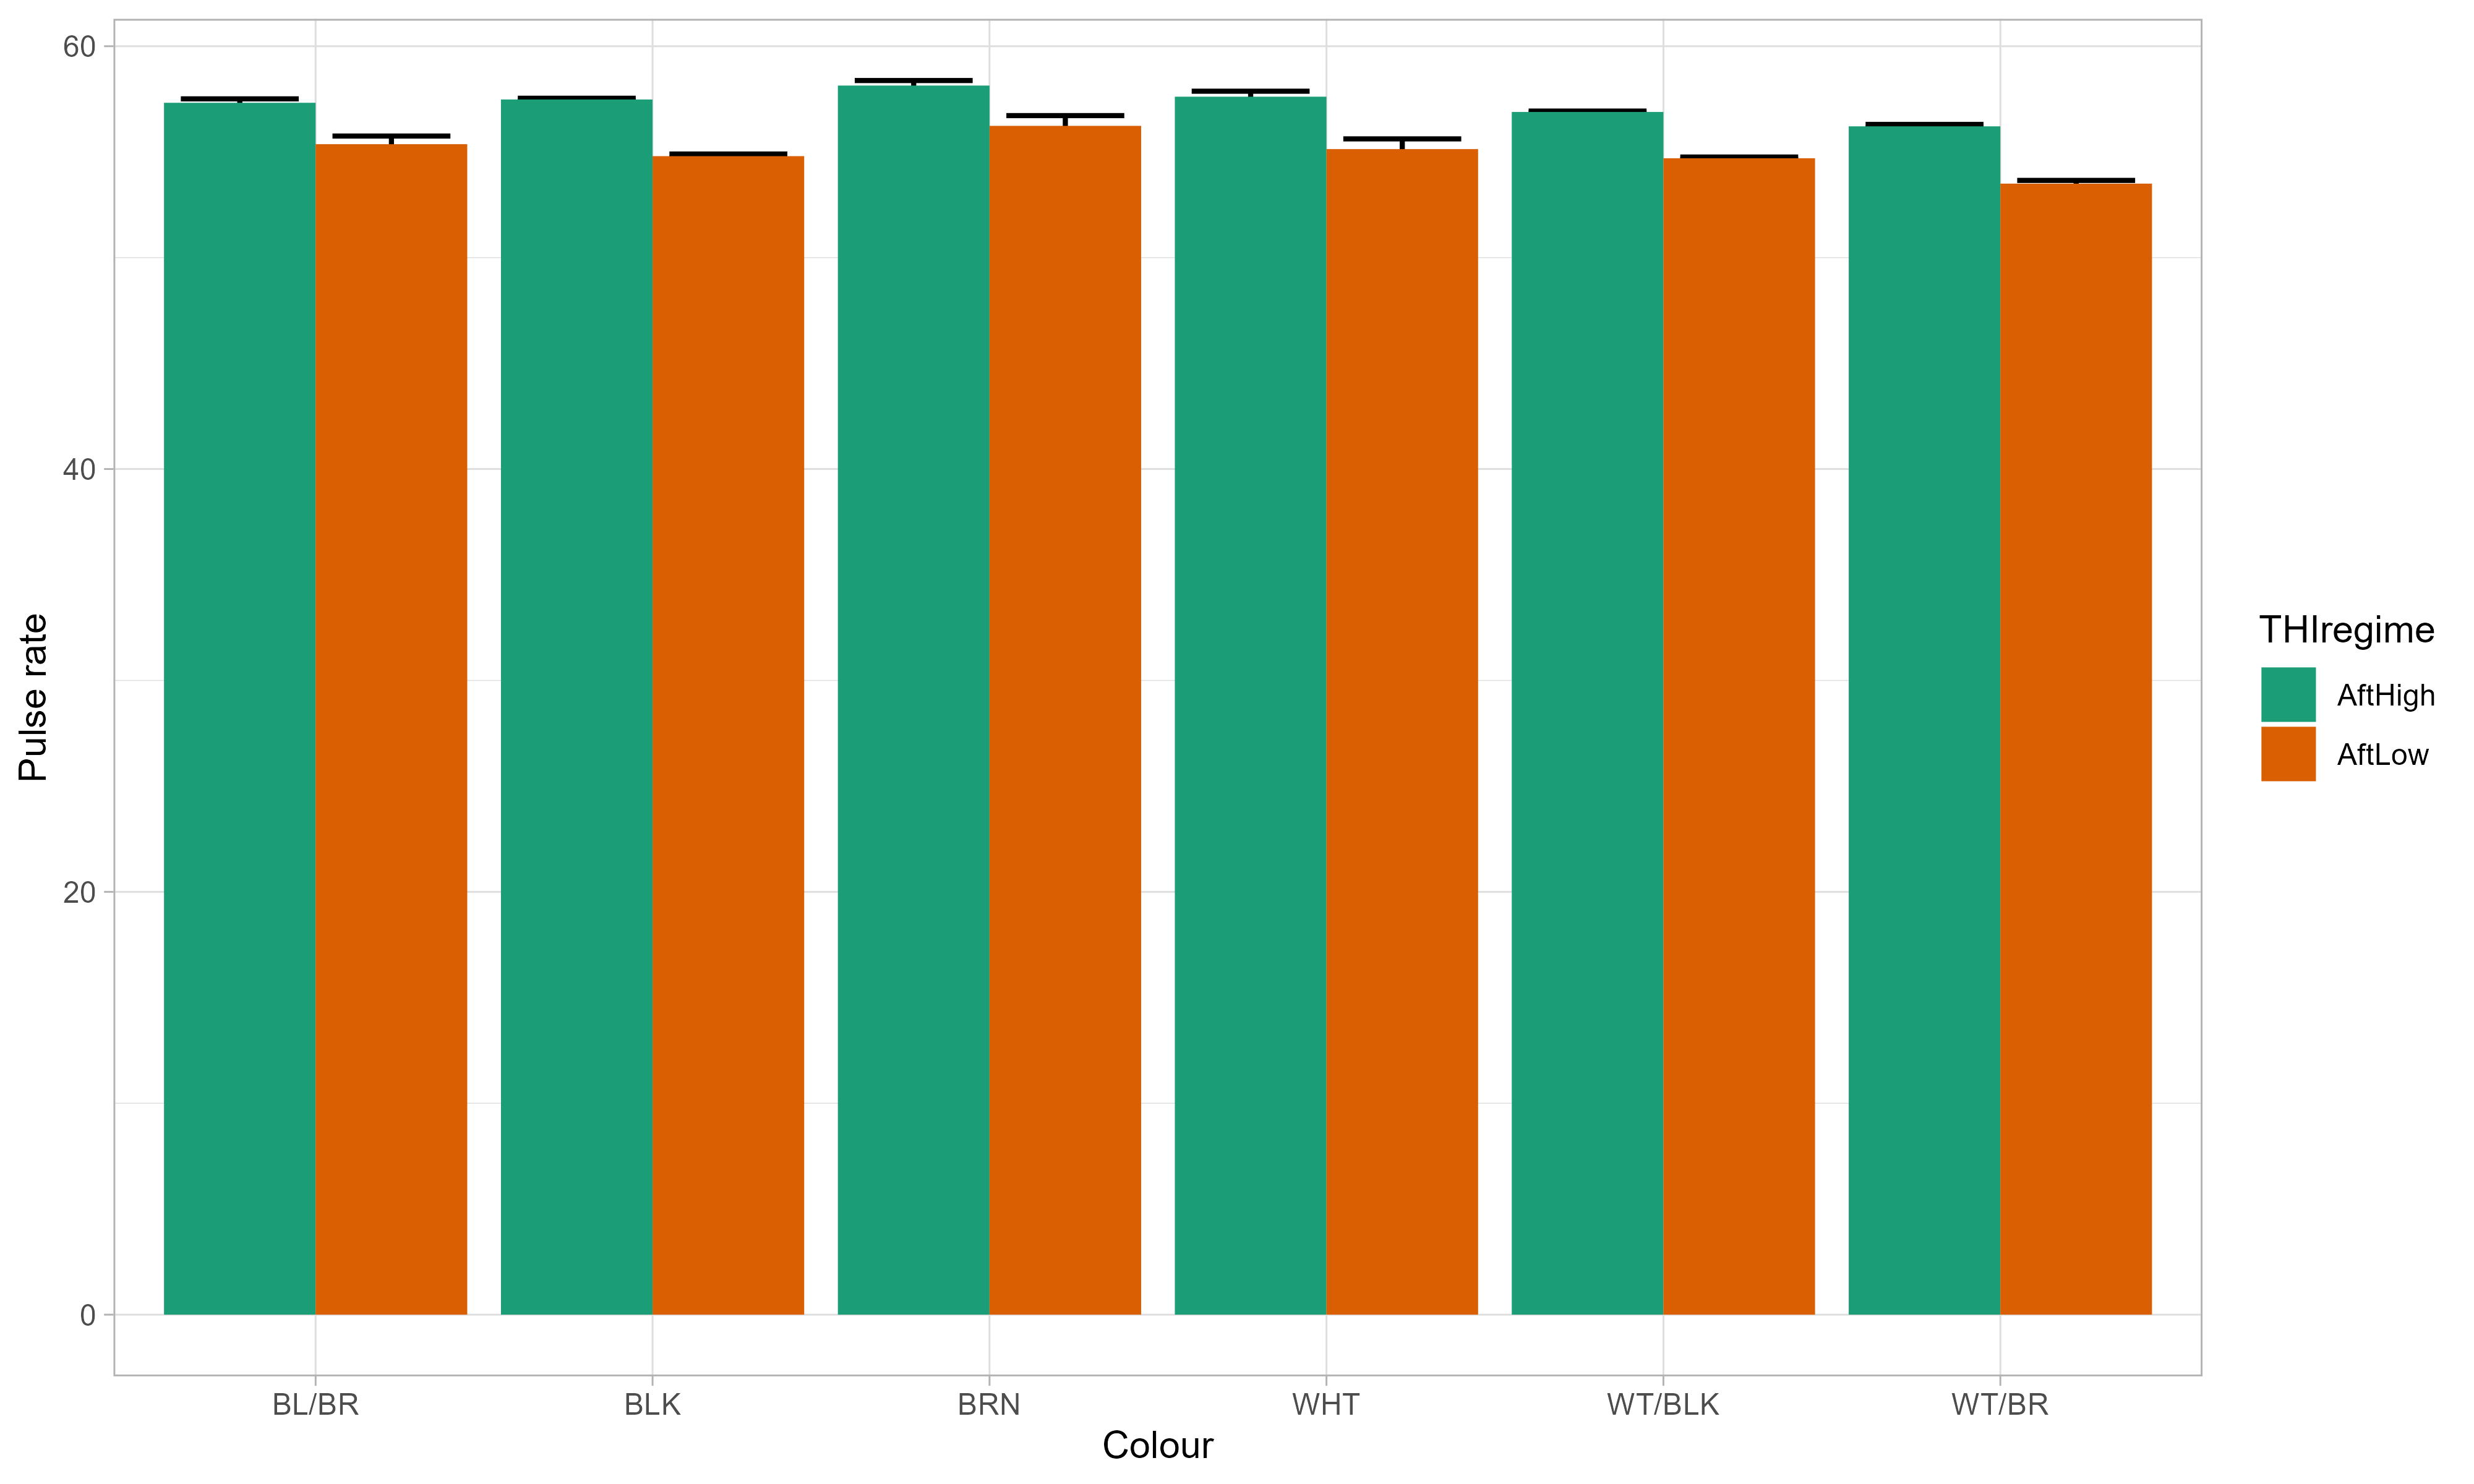 60
40
20
0
Pulse rate
BL/BR
BLK
BRN
WHT
WT/BLK
WT/BR
Colour
THIregime
AftHigh
AftLow